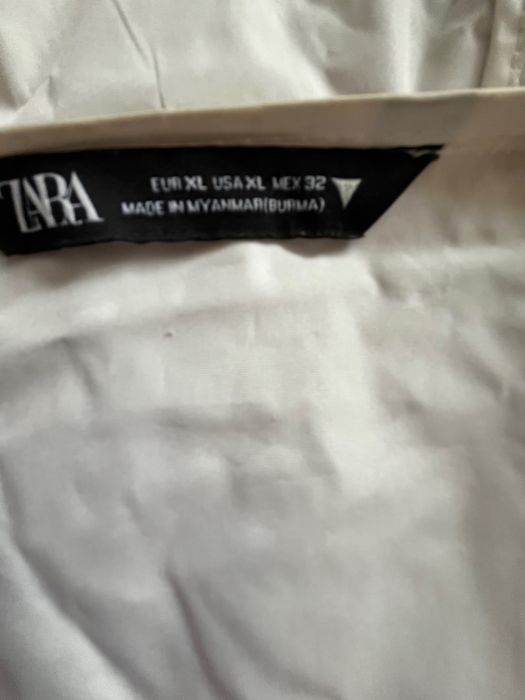 ZARA
EUR XL USA XL MEX 32
MADE IN MYANMAR(BURMA)